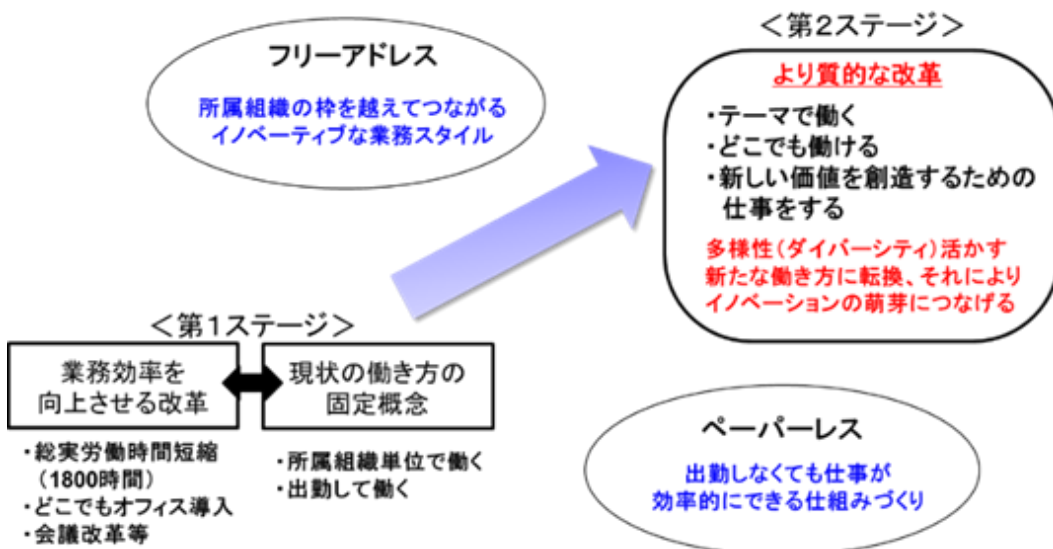 フリーアドレス
所属組織の枠を越えてつながる
イノベーティブな業務スタイル
＜第２ステージ＞
より質的な改革
・テーマで働く
・どこでも働ける
・新しい価値を創造するための
仕事をする
多様性（ダイバーシティ）活かす
新たな働き方に転換、それにより
イノベーションの萌芽につなげる
＜第１ステージ＞
業務効率を
向上させる改革
現状の働き方の
固定概念
・総実労働時間短縮
（1800時間）
・どこでもオフィス導入
・会議改革等
・所属組織単位で働く
・出勤して働く
ペーパーレス
出勤しなくても仕事が
効率的にできる仕組みづくり